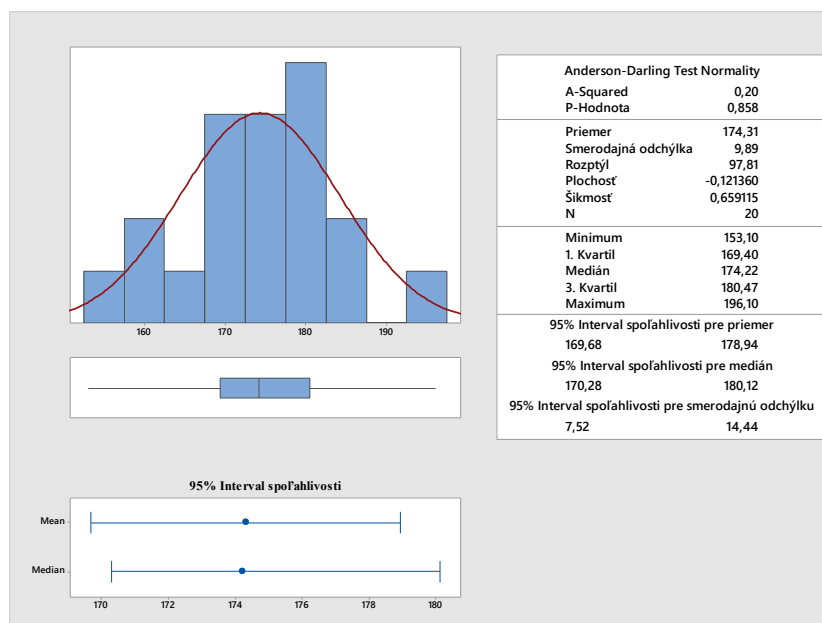 160 170 180 190
95% Interval spoľahlivosti
Mean
Median
170 172 174 176 178 180
Anderson-Darling Test Normality
A-Squared 0,20
P-Hodnota 0,858
Priemer 174,31
Smerodajná odchýlka 9,89
Rozptýl 97,81
Plochosť -0,121360
Šikmosť 0,659115
N 20
Minimum 153,10
1. Kvartil 169,40
Medián 174,22
3. Kvartil 180,47
Maximum 196,10
95% Interval spoľahlivosti pre priemer
169,68 178,94
95% Interval spoľahlivosti pre medián
170,28 180,12
95% Interval spoľahlivosti pre smerodajnú odchýlku
7,52 14,44